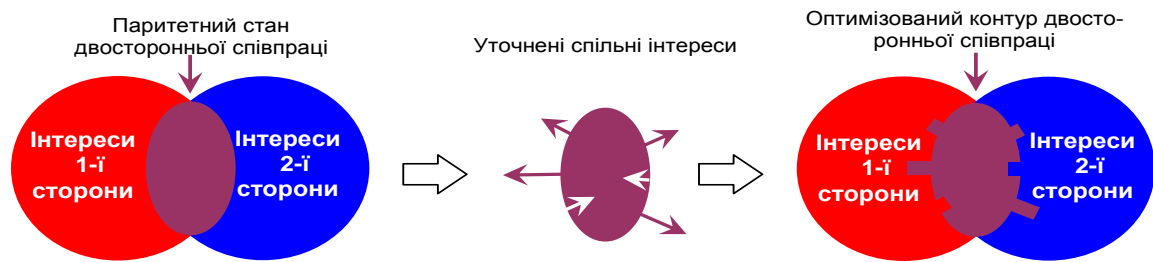 Паритетний стан
двосторонньої співпраці
Інтереси
1-ї
сторони
Інтереси
2-ї
сторони
Уточнені спільні інтереси
Оптимізований контур двосто-
ронньої співпраці
Інтереси
1-ї
сторони
Інтереси
2-ї
сторони